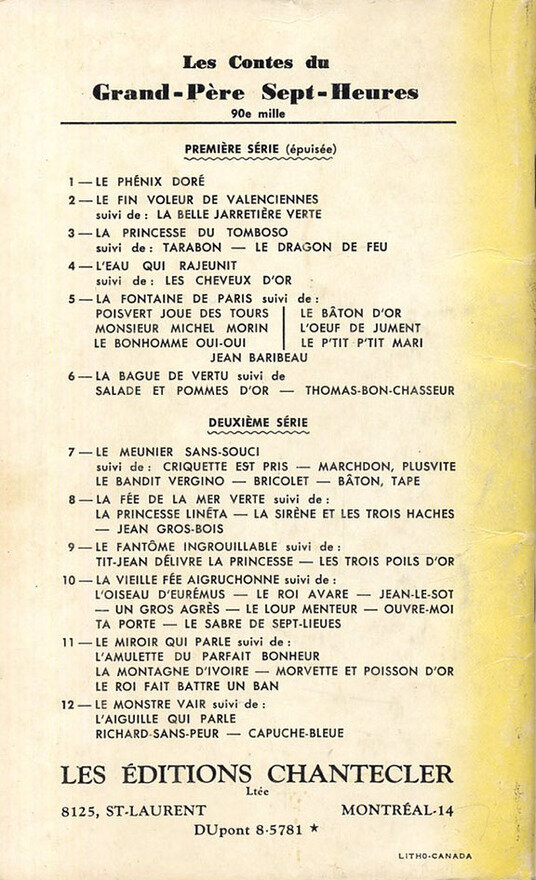 Les Contes du
Grand-Père Sept-Heures
90e mille
PREMIÈRE SÉRIE (épuisée)
1 — LE PHÉNIX DORÉ
2 — LE FIN VOLEUR DE VALENCIENNES
suivi de : LA BELLE JARRETIÈRE VERTE
3 — LA PRINCESSE DU TOMBOSO
suivi de : TARABON — LE DRAGON DE FEU
4 — L'EAU QUI RAJEUNIT
suivi de : LES CHEVEUX D'OR
5 — LA FONTAINE DE PARIS suivi de :
POISVERT JOUE DES TOURS
MONSIEUR MICHEL MORIN
LE BONHOMME OUI-OUI
LE BÂTON D'OR
L'OEUF DE JUMENT
LE P'TIT P'TIT MARI
JEAN BARIBEAU
6 — LA BAGUE DE VERTU suivi de
SALADE ET POMMES D'OR — THOMAS-BON-CHASSEUR
DEUXIÈME SÉRIE
7 — LE MEUNIER SANS-SOUCI
suivi de : CRIQUETTE EST PRIS — MARCHDON, PLUSVITE
LE BANDIT VERGINO — BRICOLET — BÂTON, TAPE
8 — LA FÉE DE LA MER VERTE suivi de :
LA PRINCESSE LINÉTA — LA SIRÈNE ET LES TROIS HACHES
— JEAN GROS-BOIS
9 — LE FANTÔME INGROUILLABLE suivi de :
TIT-JEAN DÉLIVRE LA PRINCESSE — LES TROIS POILS D'OR
10 — LA VIEILLE FÉE AIGRUCHONNE suivi de :
L'OISEAU D'EURÉMUS — LE ROI AVARE — JEAN-LE-SOT
— UN GROS AGRÈS — LE LOUP MENTEUR — OUVRE-MOI
TA PORTE — LE SABRE DE SEPT-LIEUES
11 — LE MIROIR QUI PARLE suivi de :
L'AMULETTE DU PARFAIT BONHEUR
LA MONTAGNE D'IVOIRE — MORVETTE ET POISSON D'OR
LE ROI FAIT BATTRE UN BAN
12 — LE MONSTRE VAIR suivi de :
L'AIGUILLE QUI PARLE
RICHARD-SANS-PEUR — CAPUCHE-BLEUE
LES ÉDITIONS CHANTECLER
Ltée
8125, ST-LAURENT MONTRÉAL-14
DUpont 8-5781 ★
LITHO-CANADA